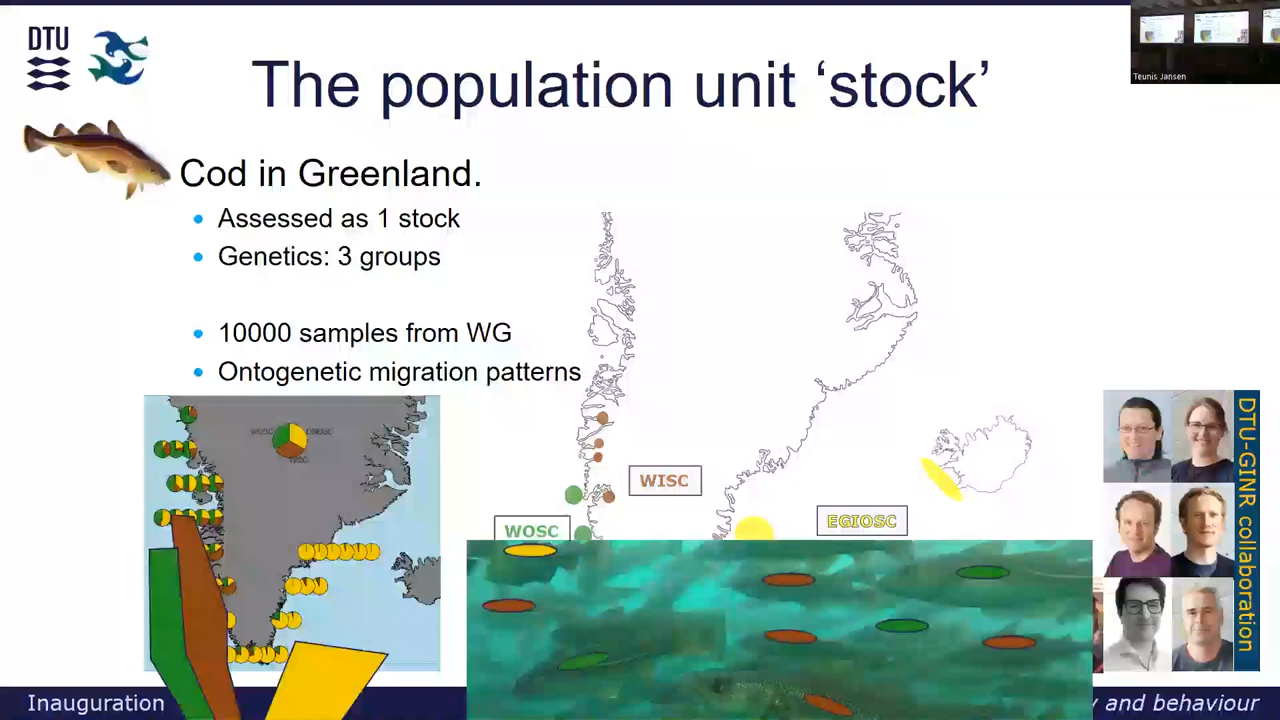 DTU
Teunis Jansen
The population unit ‘stock’
Cod in Greenland.
Assessed as 1 stock
Genetics: 3 groups
10000 samples from WG
Ontogenetic migration patterns
WOSC
WISC
WOSC
EGIOSC
DTU-GINR collaboration
Inauguration
and behaviour